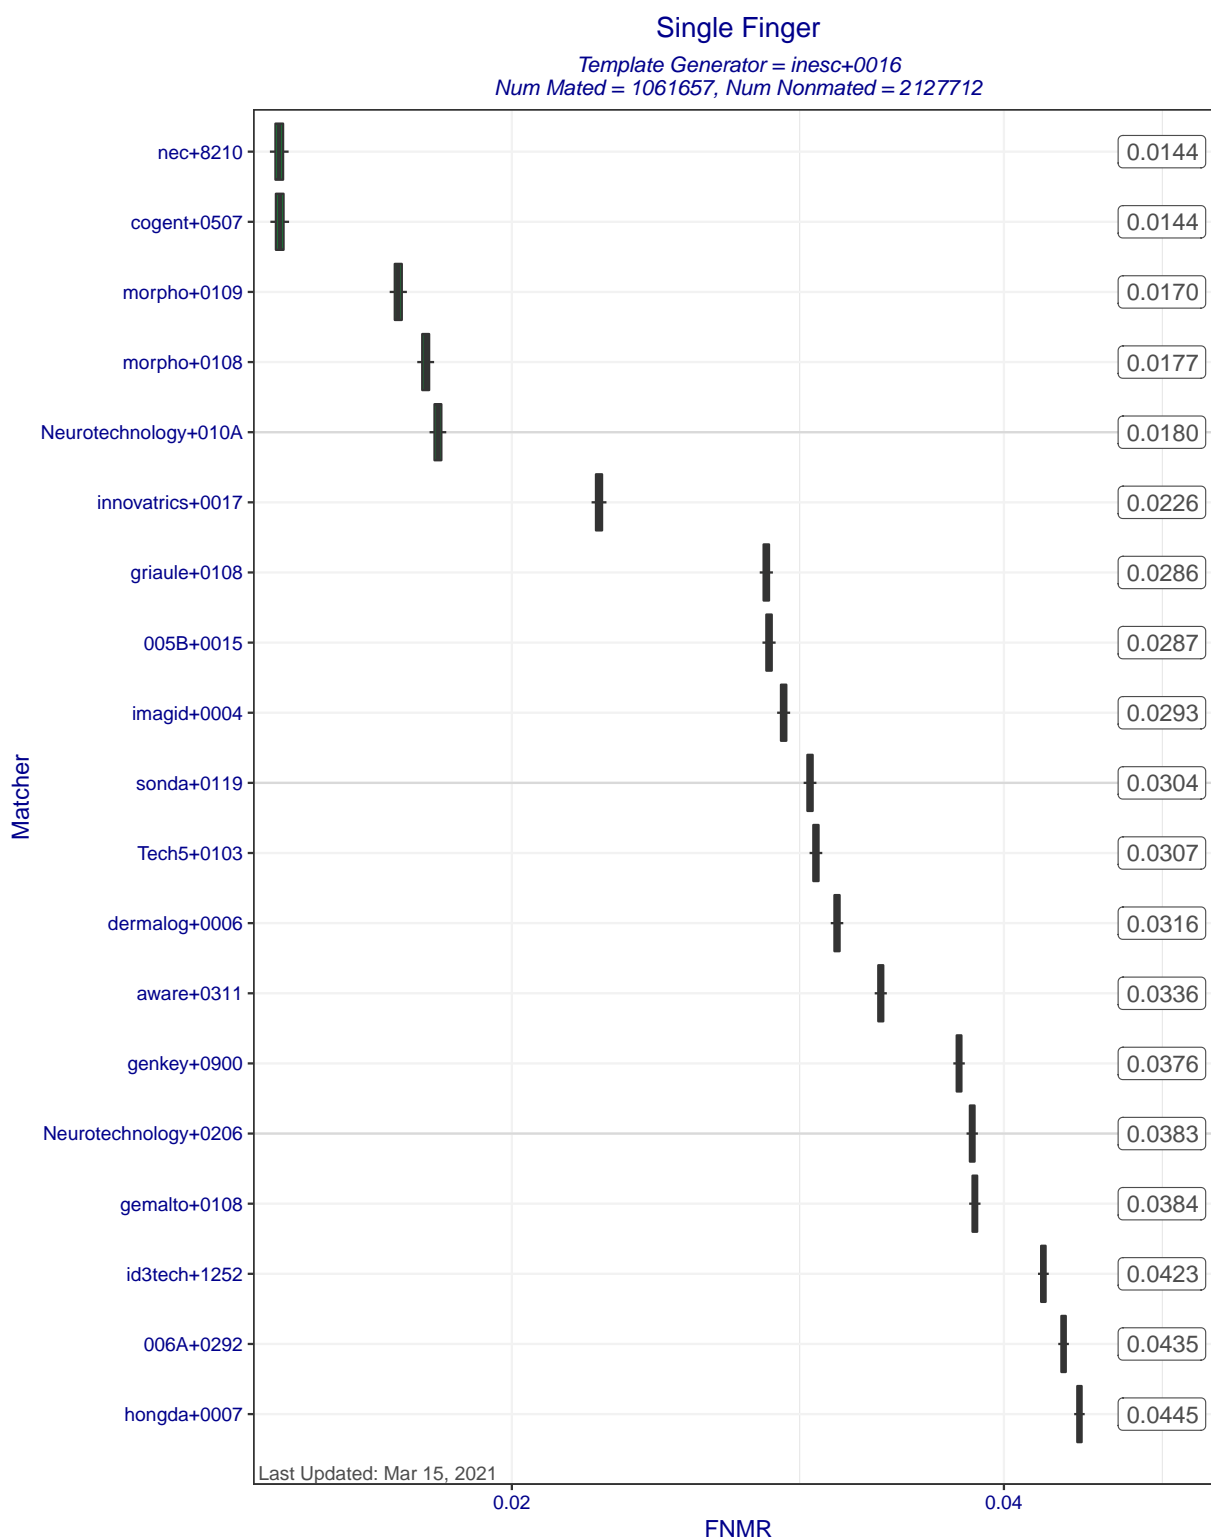 Single Finger
Template Generator = inesc+0016
Num Mated = 1061657, Num Nonmated = 2127712
nec+8210 0.0144
cogent+0507 0.0144
morpho+0109 0.0170
morpho+0108 0.0177
Neurotechnology+010A 0.0180
innovatrics+0017 0.0226
griaule+0108 0.0286
005B+0015 0.0287
imagid+0004 0.0293
sonda+0119 0.0304
Tech5+0103 0.0307
dermalog+0006 0.0316
aware+0311 0.0336
genkey+0900 0.0376
Neurotechnology+0206 0.0383
gemalto+0108 0.0384
id3tech+1252 0.0423
006A+0292 0.0435
hongda+0007 0.0445
Matcher
Last Updated: Mar 15, 2021
0.02 0.04
FNMR